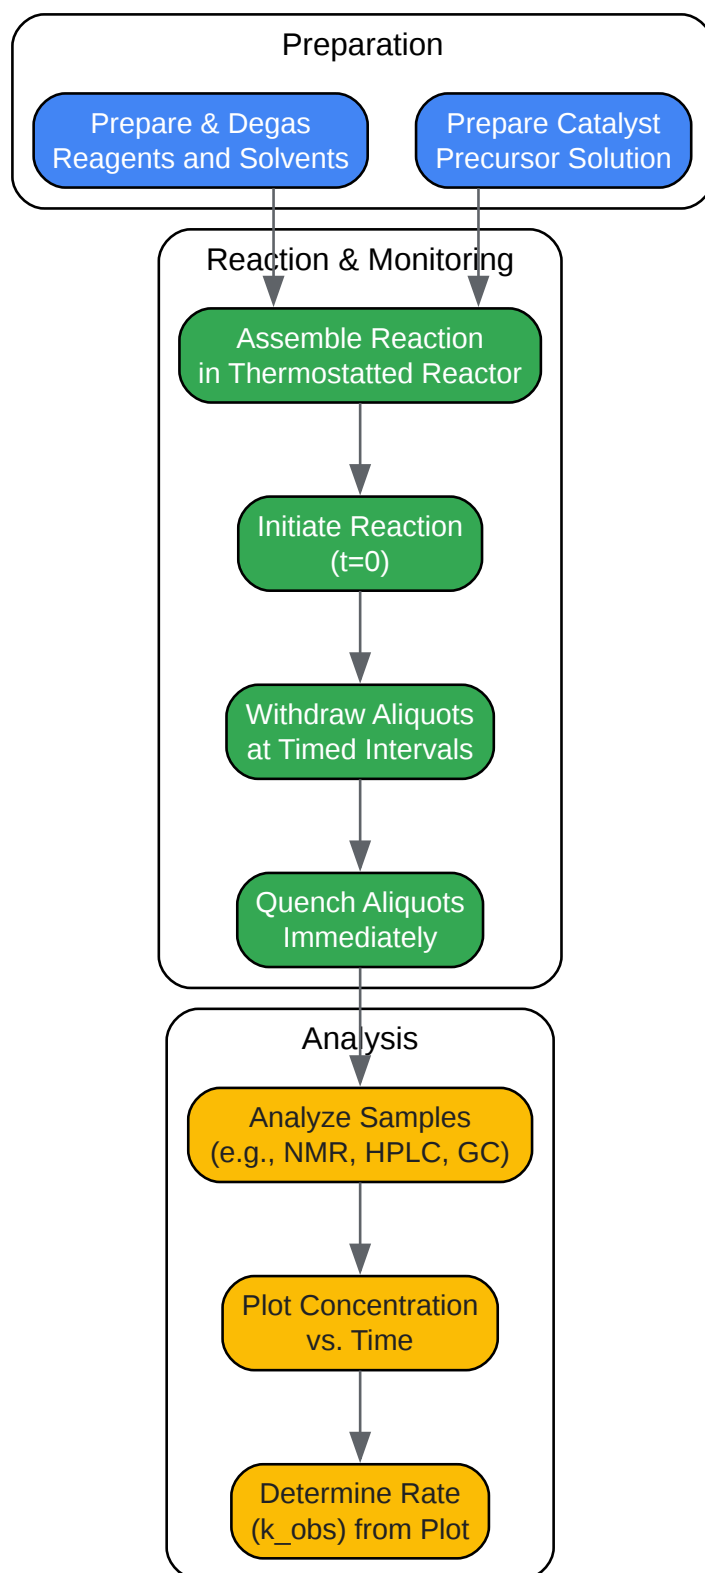 Preparation
Prepare & Degas
Reagents and Solvents
Prepare Catalyst
Precursor Solution
Reaction & Monitoring
Assemble Reaction
in Thermostatted Reactor
Initiate Reaction
(t=0)
Withdraw Aliquots
at Timed Intervals
Quench Aliquots
Immediately
Analysis
Analyze Samples
(e.g., NMR, HPLC, GC)
Plot Concentration
vs. Time
Determine Rate
(k_obs) from Plot